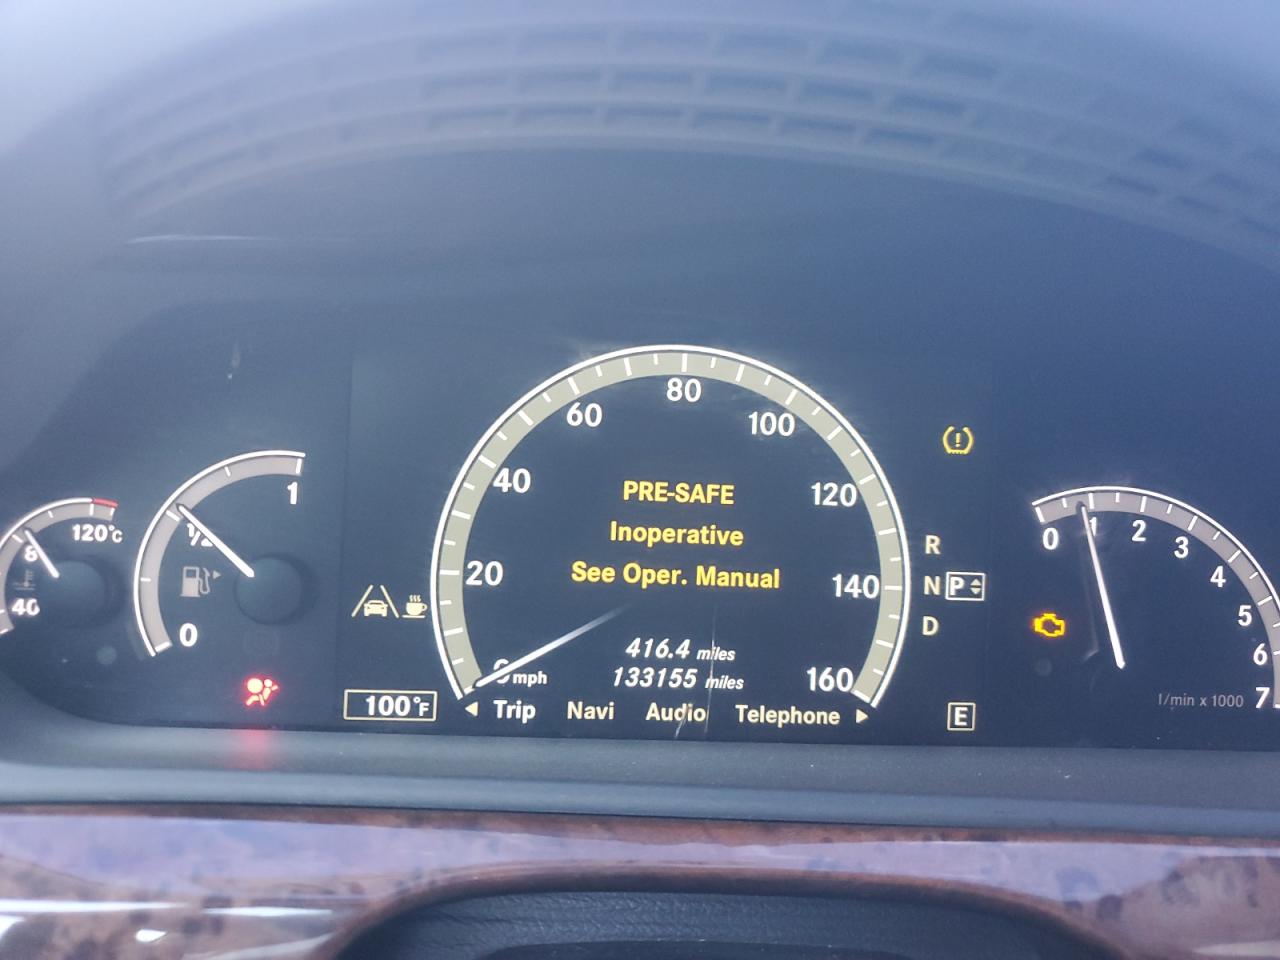 80
60
100
40
120
PRE-SAFE
Inoperative
See Oper. Manual
20
140
416.4 miles
133155 miles
mph
160
Trip Navi Audio Telephone
120°C
40
1
0
100°F
R
N P
D
E
0
1
2
3
4
5
6
7
1/min x 1000